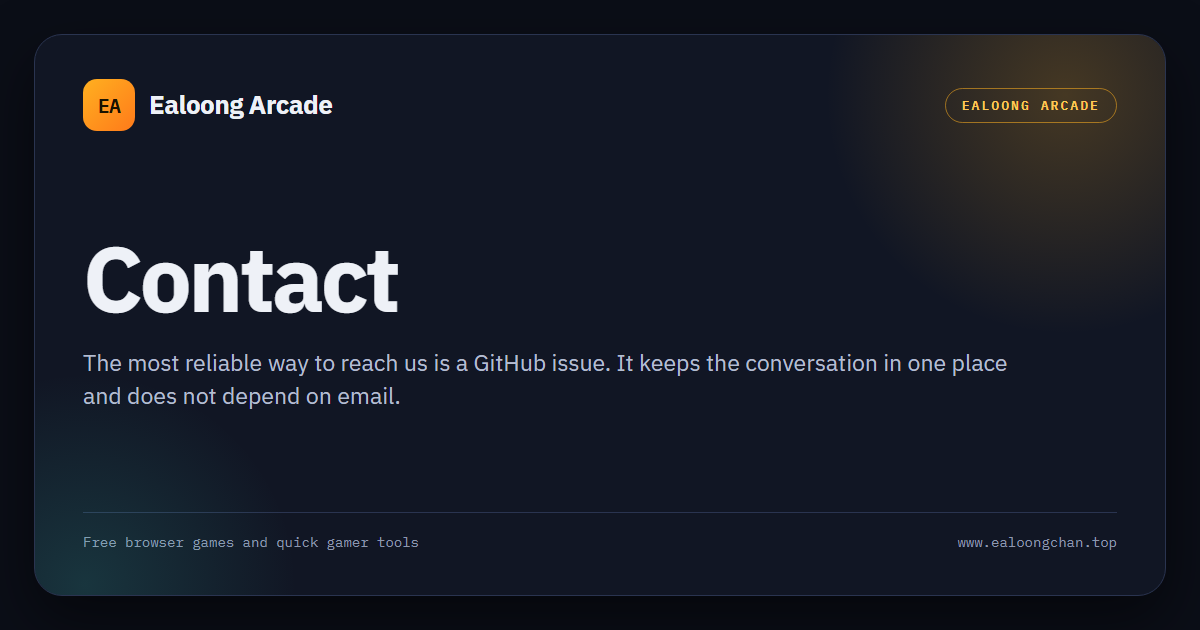 EA
Ealoong Arcade
EALOONG ARCADE
Contact
The most reliable way to reach us is a GitHub issue. It keeps the conversation in one place
and does not depend on email.
Free browser games and quick gamer tools
www.ealoongchan.top